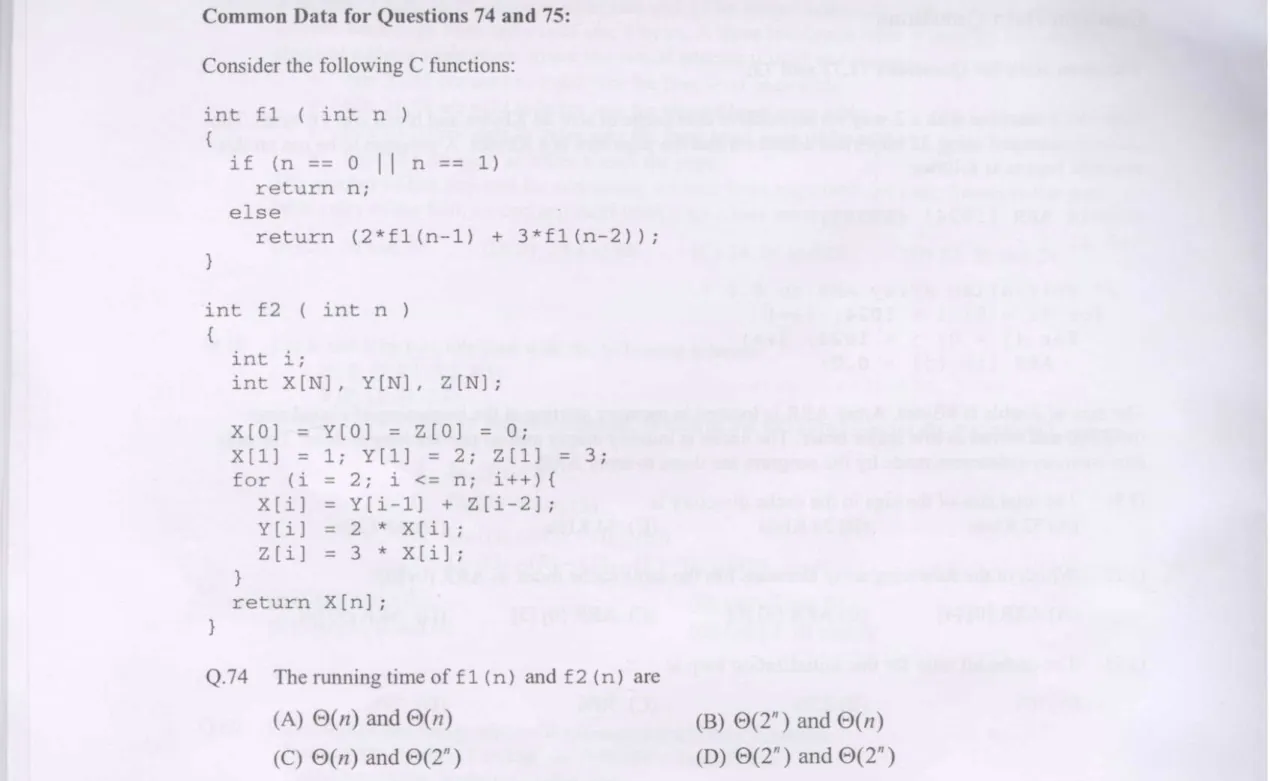 Common Data for Questions 74 and 75:
Consider the following C functions:
int f1 ( int n )
{
if (n == 0 || n == 1)
return n;
else
return (2*f1(n-1) + 3*f1(n-2));
}
int f2 ( int n )
{
int i;
int X[N], Y[N], Z[N];
X[0] = Y[0] = Z[0] = 0;
X[1] = 1; Y[1] = 2; Z[1] = 3;
for (i = 2; i <= n; i++){
X[i] = Y[i-1] + Z[i-2];
Y[i] = 2 * X[i];
Z[i] = 3 * X[i];
}
return X[n];
}
Q.74 The running time of f1(n) and f2(n) are
(A) Θ(n) and Θ(n) (B) Θ(2ⁿ) and Θ(n)
(C) Θ(n) and Θ(2ⁿ) (D) Θ(2ⁿ) and Θ(2ⁿ)